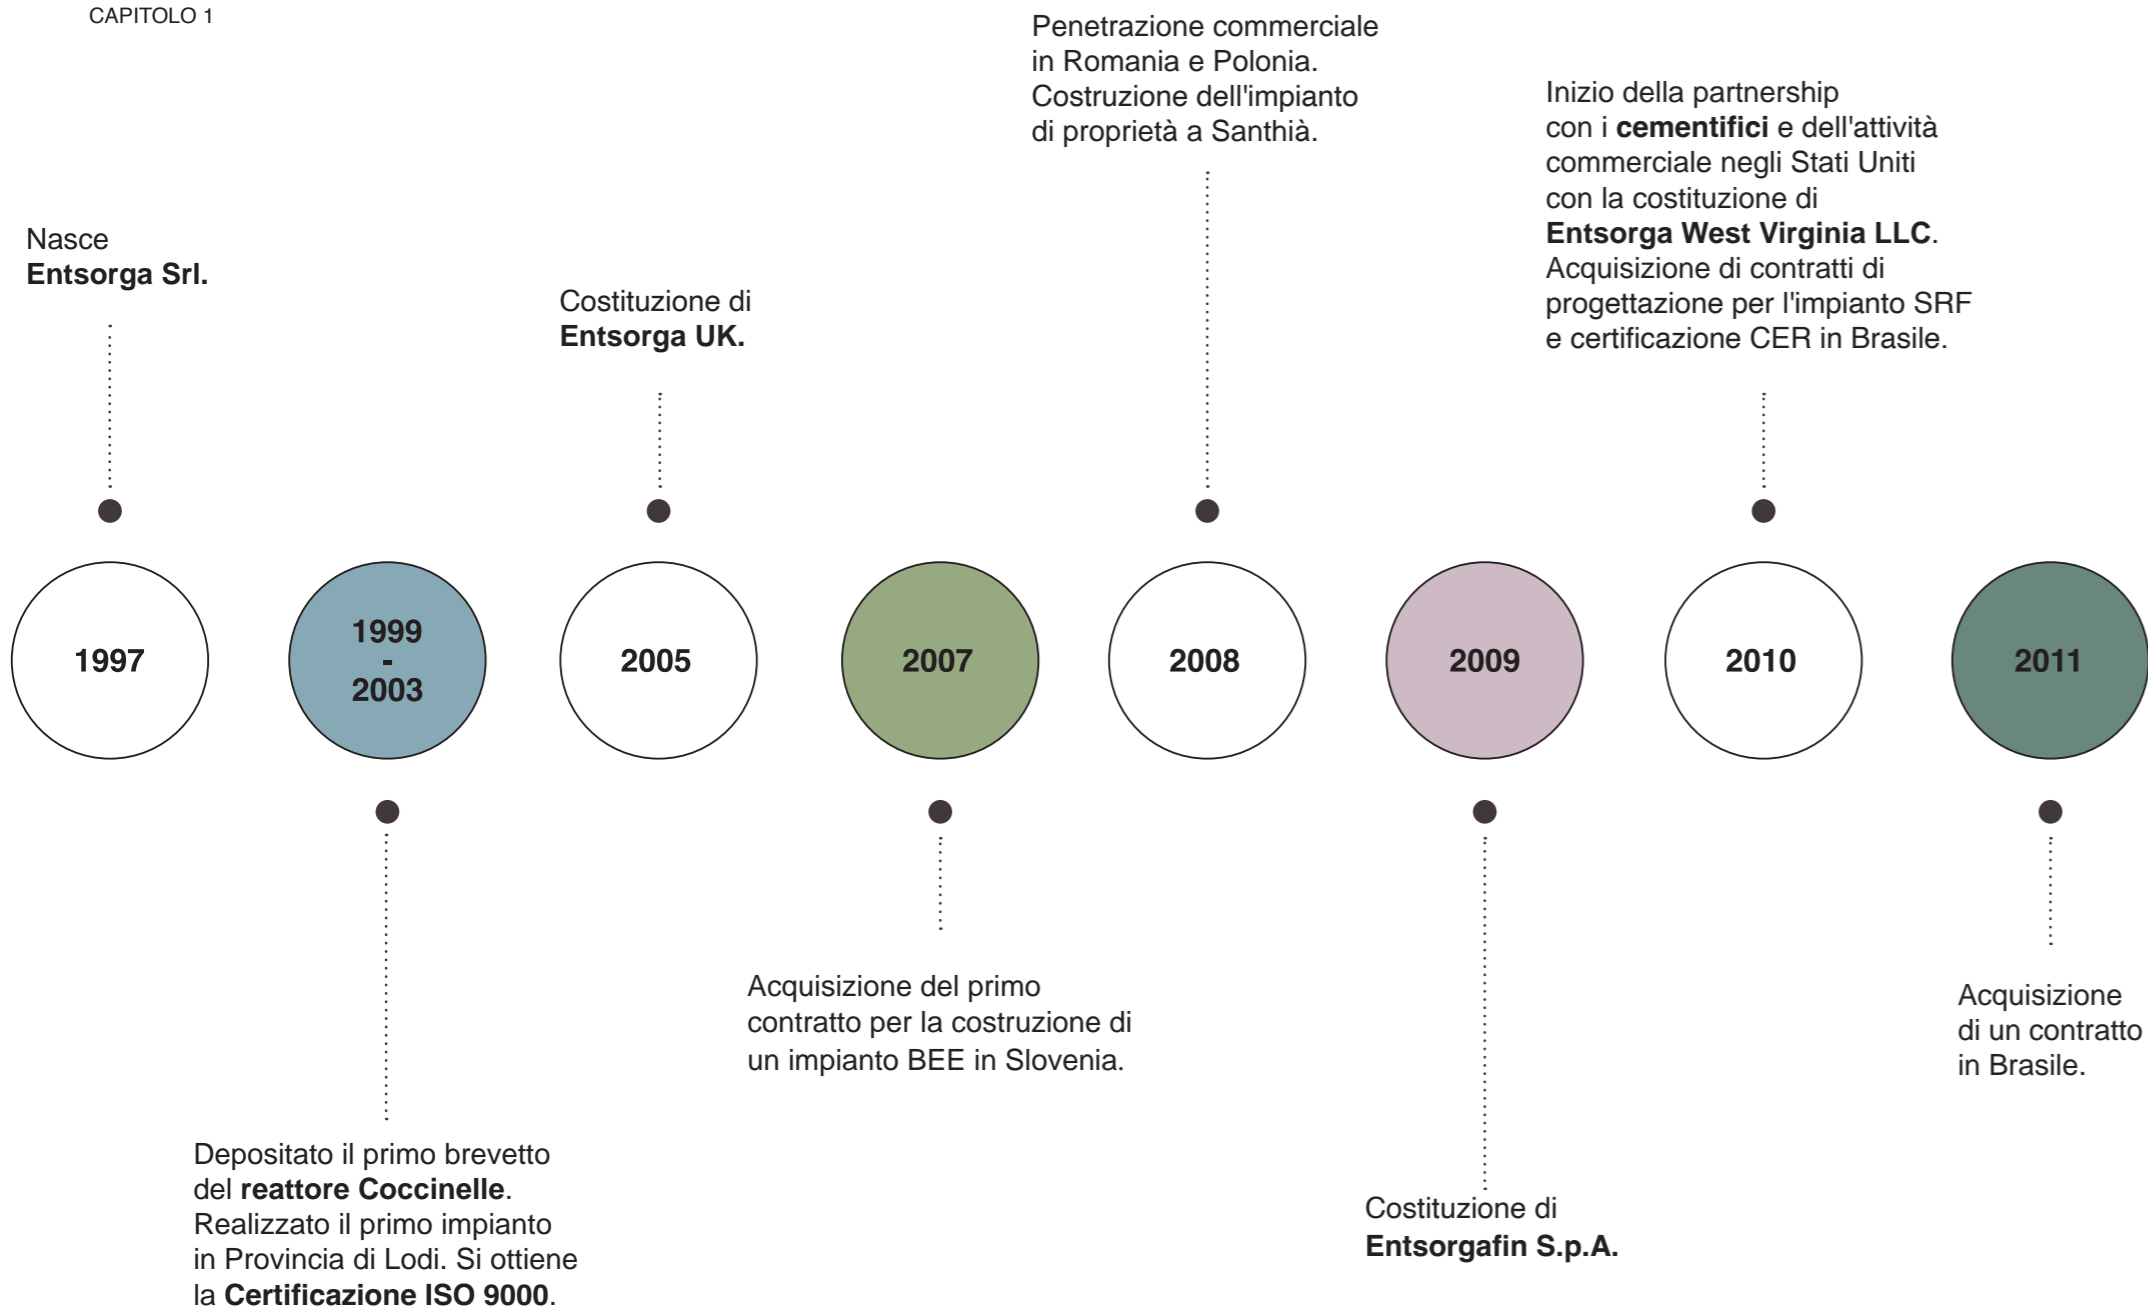 CAPITOLO 1
Nasce
Entsorga Srl.
Costituzione di
Entsorga UK.
Penetrazione commerciale
in Romania e Polonia.
Costruzione dell'impianto
di proprietà a Santhià.
Inizio della partnership
con i cementifici e dell'attività
commerciale negli Stati Uniti
con la costituzione di
Entsorga West Virginia LLC.
Acquisizione di contratti di
progettazione per l'impianto SRF
e certificazione CER in Brasile.
1997
1999
-
2003
2005
2007
2008
2009
2010
2011
Depositato il primo brevetto
del reattore Coccinelle.
Realizzato il primo impianto
in Provincia di Lodi. Si ottiene
la Certificazione ISO 9000.
Acquisizione del primo
contratto per la costruzione di
un impianto BEE in Slovenia.
Costituzione di
Entsorgafin S.p.A.
Acquisizione
di un contratto
in Brasile.